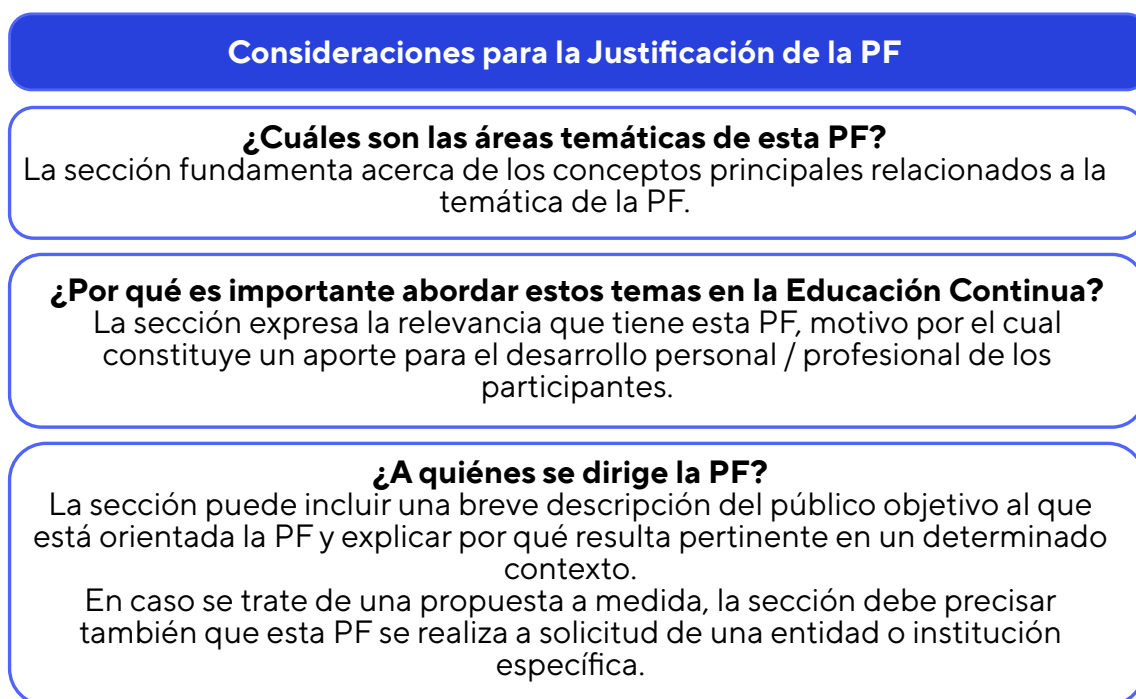 Consideraciones para la Justificación de la PF
¿Cuáles son las áreas temáticas de esta PF?
La sección fundamenta acerca de los conceptos principales relacionados a la
temática de la PF.
¿Por qué es importante abordar estos temas en la Educación Continua?
La sección expresa la relevancia que tiene esta PF, motivo por el cual
constituye un aporte para el desarrollo personal / profesional de los
participantes.
¿A quiénes se dirige la PF?
La sección puede incluir una breve descripción del público objetivo al que
está orientada la PF y explicar por qué resulta pertinente en un determinado
contexto.
En caso se trate de una propuesta a medida, la sección debe precisar
también que esta PF se realiza a solicitud de una entidad o institución
específica.